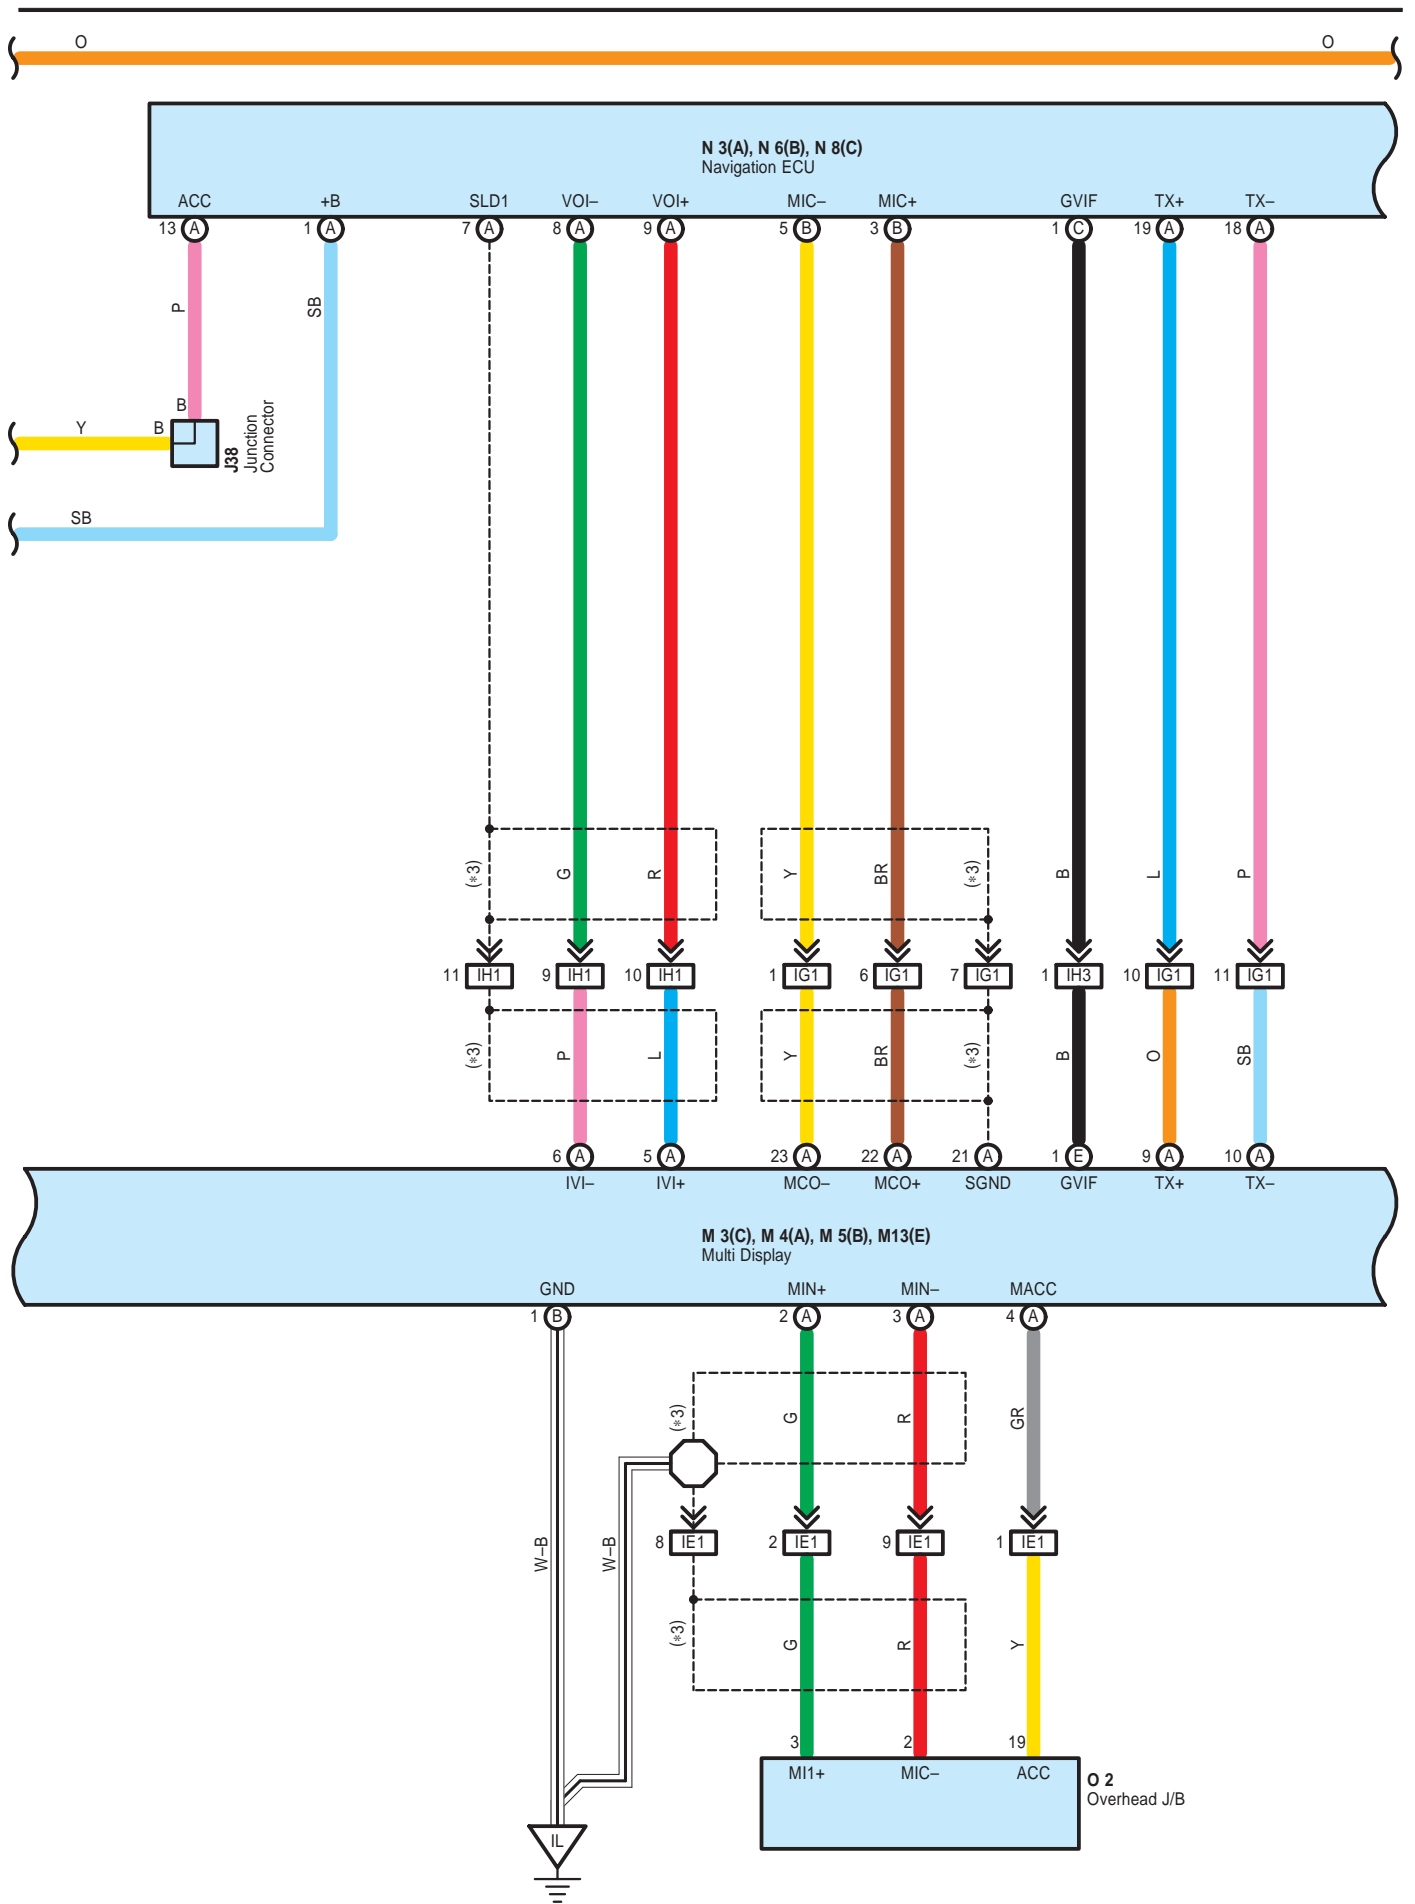 O O
N 3(A), N 6(B), N 8(C)
Navigation ECU
ACC +B SLD1 VOI– VOI+ MIC– MIC+ GVIF TX+ TX–
13 A 1 A 7 A 8 A 9 A 5 B 3 B 1 C 19 A 18 A
P SB
B
Y B
J38
Junction
Connector
SB
(*3) G R Y BR (*3) B L P
11 IH1 9 IH1 10 IH1 1 IG1 6 IG1 7 IG1 1 IH3 10 IG1 11 IG1
(*3) P L Y BR (*3) B O SB
6 A 5 A 23 A 22 A 21 A 1 E 9 A 10 A
IVI– IVI+ MCO– MCO+ SGND GVIF TX+ TX–
M 3(C), M 4(A), M 5(B), M13(E)
Multi Display
GND MIN+ MIN– MACC
1 B 2 A 3 A 4 A
(*3) G R GR
W–B W–B 8 IE1 2 IE1 9 IE1 1 IE1
(*3) G R Y
3 2 19
MI1+ MIC– ACC
O 2
Overhead J/B
IL